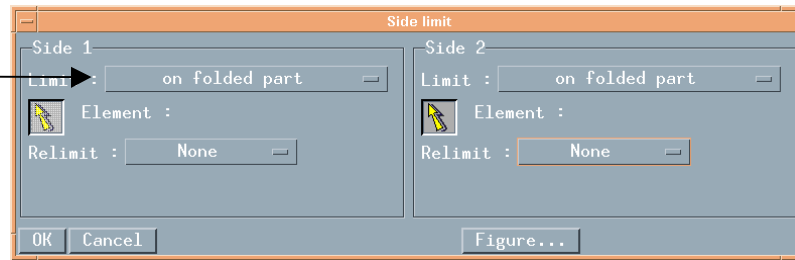 Side limit
Side 1
Limit : on folded part
Element :
Relimit : None
Side 2
Limit : on folded part
Element :
Relimit : None
OK Cancel Figure...